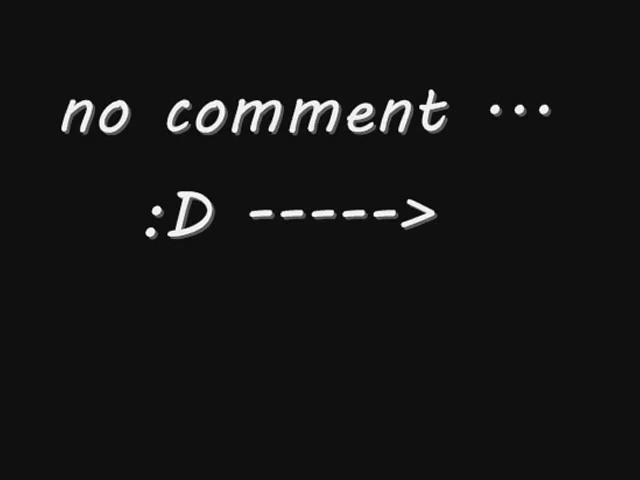 no comment ...
:D ----->